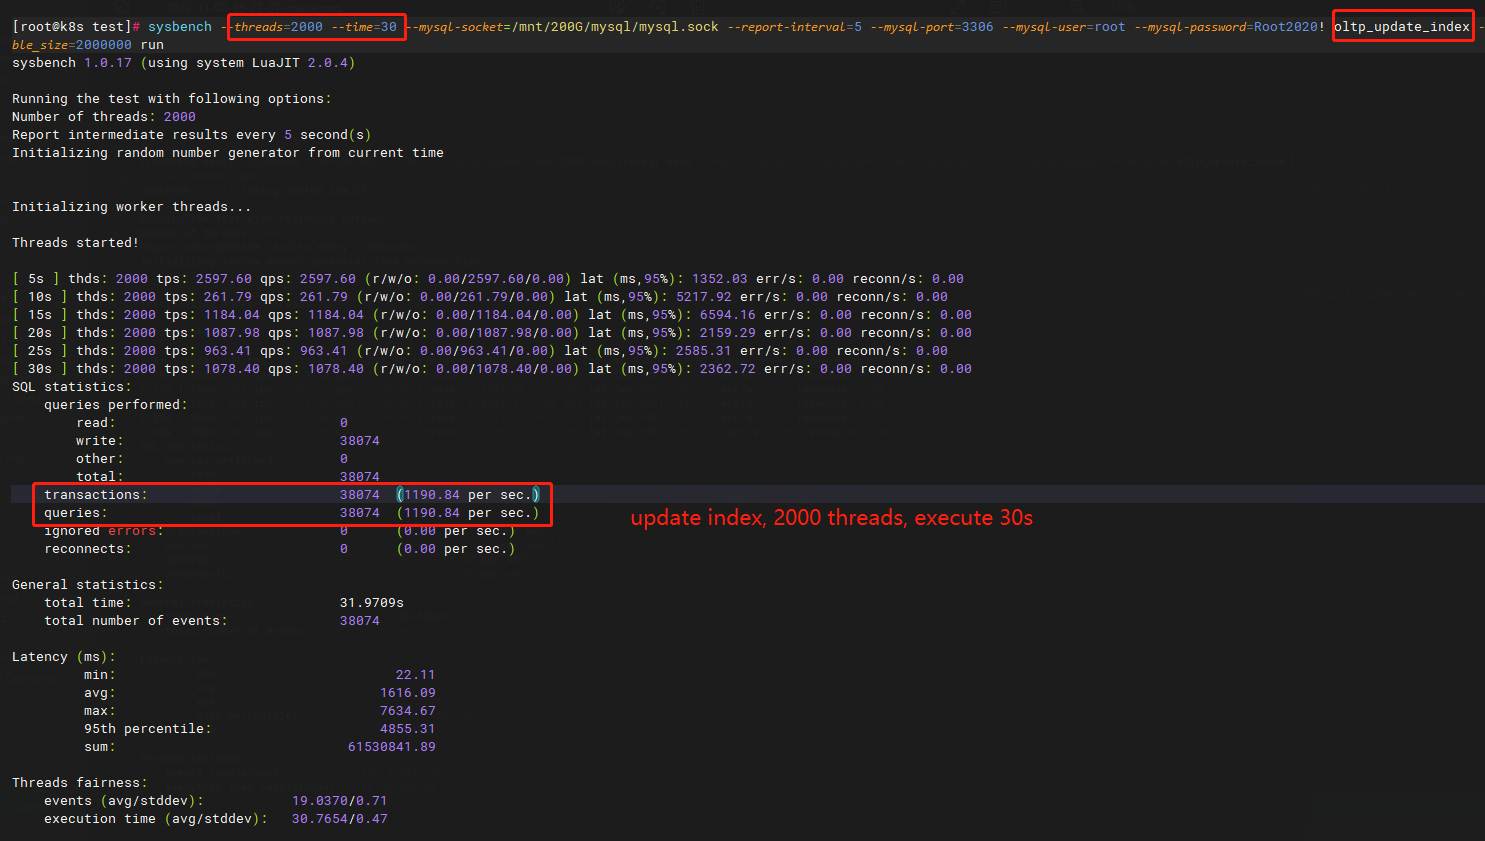 [root@k8s test]# sysbench --threads=2000 --time=30 --mysql-socket=/mnt/200G/mysql/mysql.sock --report-interval=5 --mysql-port=3306 --mysql-user=root --mysql-password=Root2020! oltp_update_index -
ble_size=2000000 run
sysbench 1.0.17 (using system LuaJIT 2.0.4)
Running the test with following options:
Number of threads: 2000
Report intermediate results every 5 second(s)
Initializing random number generator from current time
Initializing worker threads...
Threads started!
[ 5s ] thds: 2000 tps: 2597.60 qps: 2597.60 (r/w/o: 0.00/2597.60/0.00) lat (ms,95%): 1352.03 err/s: 0.00 reconn/s: 0.00
[ 10s ] thds: 2000 tps: 261.79 qps: 261.79 (r/w/o: 0.00/261.79/0.00) lat (ms,95%): 5217.92 err/s: 0.00 reconn/s: 0.00
[ 15s ] thds: 2000 tps: 1184.04 qps: 1184.04 (r/w/o: 0.00/1184.04/0.00) lat (ms,95%): 6594.16 err/s: 0.00 reconn/s: 0.00
[ 20s ] thds: 2000 tps: 1087.98 qps: 1087.98 (r/w/o: 0.00/1087.98/0.00) lat (ms,95%): 2159.29 err/s: 0.00 reconn/s: 0.00
[ 25s ] thds: 2000 tps: 963.41 qps: 963.41 (r/w/o: 0.00/963.41/0.00) lat (ms,95%): 2585.31 err/s: 0.00 reconn/s: 0.00
[ 30s ] thds: 2000 tps: 1078.40 qps: 1078.40 (r/w/o: 0.00/1078.40/0.00) lat (ms,95%): 2362.72 err/s: 0.00 reconn/s: 0.00
SQL statistics:
queries performed:
read: 0
write: 38074
other: 0
total: 38074
transactions: 38074 (1190.84 per sec.)
queries: 38074 (1190.84 per sec.)
update index, 2000 threads, execute 30s
ignored errors: 0 (0.00 per sec.)
reconnects: 0 (0.00 per sec.)
General statistics:
total time: 31.9709s
total number of events: 38074
Latency (ms):
min: 22.11
avg: 1616.09
max: 7634.67
95th percentile: 4855.31
sum: 61530841.89
Threads fairness:
events (avg/stddev): 19.0370/0.71
execution time (avg/stddev): 30.7654/0.47